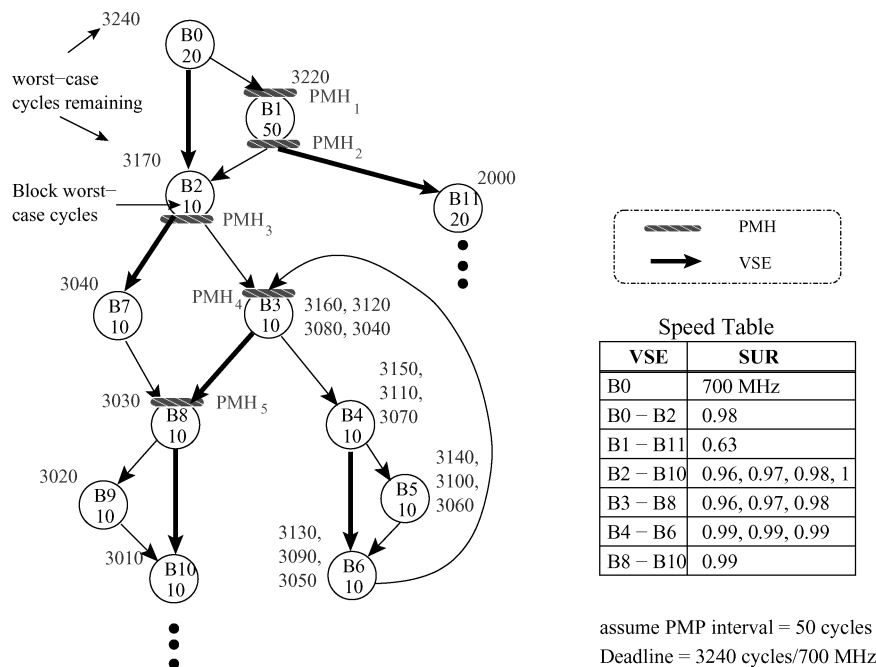 3240
B0
20
worst−case
cycles remaining
3220
PMH1
B1
50
PMH2
3170
B2
10
Block worst−
case cycles
2000
B11
20
PMH3
PMH
VSE
3040
B7
10
PMH4
B3
10
3160, 3120
3080, 3040
3150,
3110,
3070
3030
B8
10
PMH5
B4
10
3020
B9
10
B5
10
3140,
3100,
3060
3130,
3090,
3050
3010
B10
10
B6
10
Speed Table
VSE SUR
B0 700 MHz
B0 − B2 0.98
B1 − B11 0.63
B2 − B10 0.96, 0.97, 0.98, 1
B3 − B8 0.96, 0.97, 0.98
B4 − B6 0.99, 0.99, 0.99
B8 − B10 0.99
assume PMP interval = 50 cycles
Deadline = 3240 cycles/700 MHz